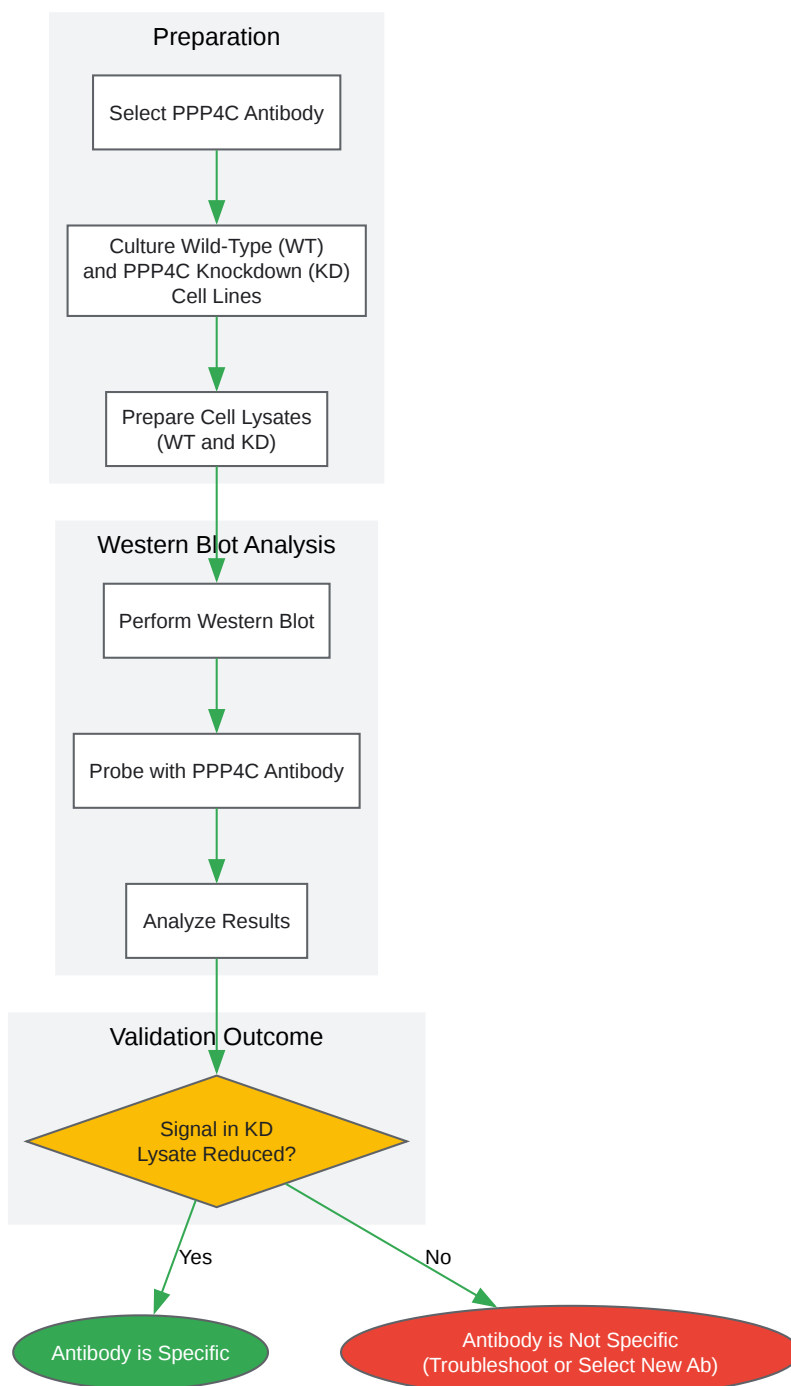 Preparation
Select PPP4C Antibody
Culture Wild-Type (WT)
and PPP4C Knockdown (KD)
Cell Lines
Prepare Cell Lysates
(WT and KD)
Western Blot Analysis
Perform Western Blot
Probe with PPP4C Antibody
Analyze Results
Validation Outcome
Signal in KD
Lysate Reduced?
Yes
No
Antibody is Specific
Antibody is Not Specific
(Troubleshoot or Select New Ab)